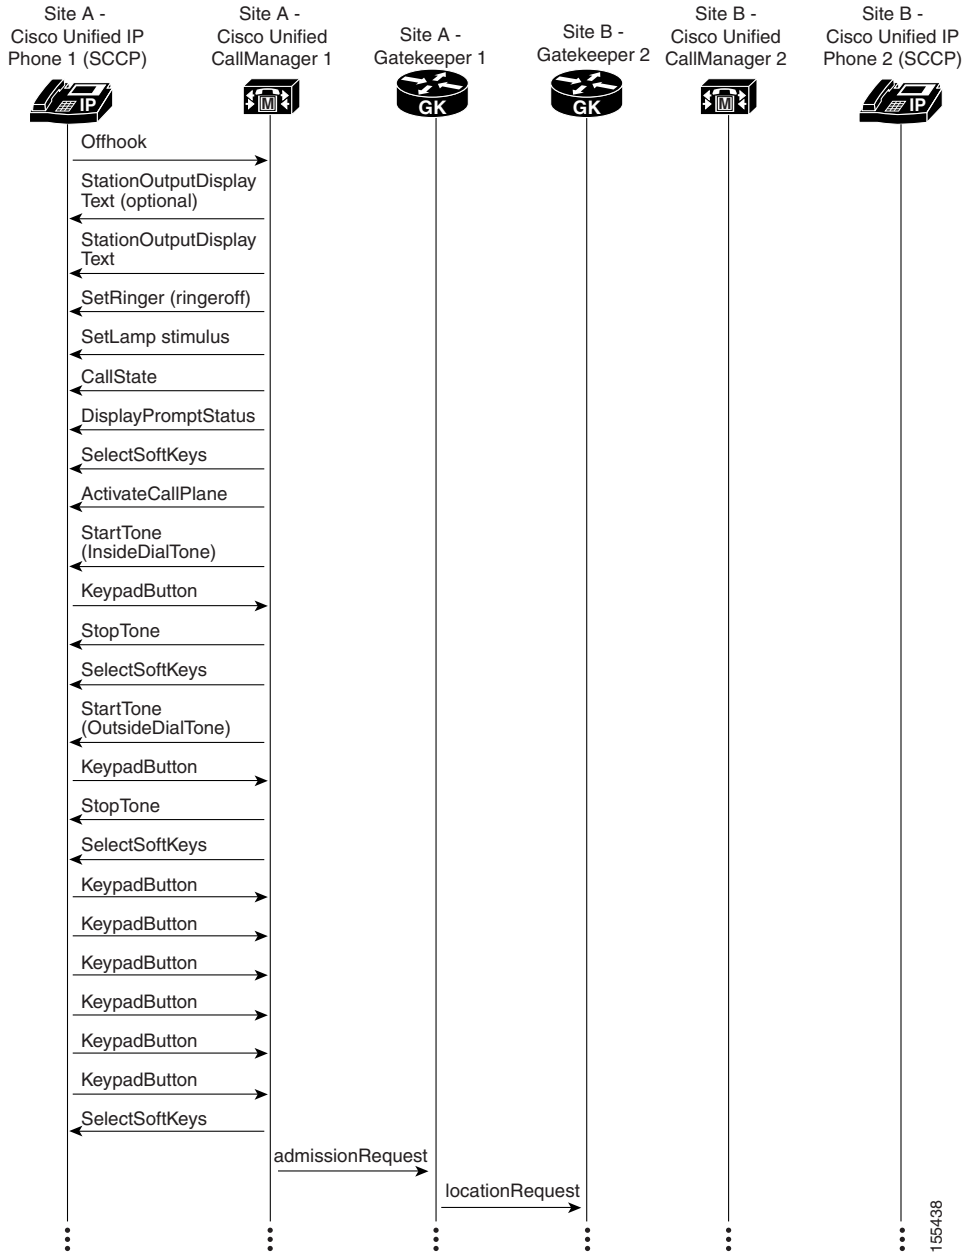 Site A -
Cisco Unified IP
Phone 1 (SCCP)
Site A -
Cisco Unified
CallManager 1
Site A -
Gatekeeper 1
Site B -
Gatekeeper 2
Site B -
Cisco Unified
CallManager 2
Site B -
Cisco Unified IP
Phone 2 (SCCP)
IP
M
GK
GK
M
IP
Offhook
StationOutputDisplay
Text (optional)
StationOutputDisplay
Text
SetRinger (ringeroff)
SetLamp stimulus
CallState
DisplayPromptStatus
SelectSoftKeys
ActivateCallPlane
StartTone
(InsideDialTone)
KeypadButton
StopTone
SelectSoftKeys
StartTone
(OutsideDialTone)
KeypadButton
StopTone
SelectSoftKeys
KeypadButton
KeypadButton
KeypadButton
KeypadButton
KeypadButton
KeypadButton
SelectSoftKeys
admissionRequest
locationRequest
155438